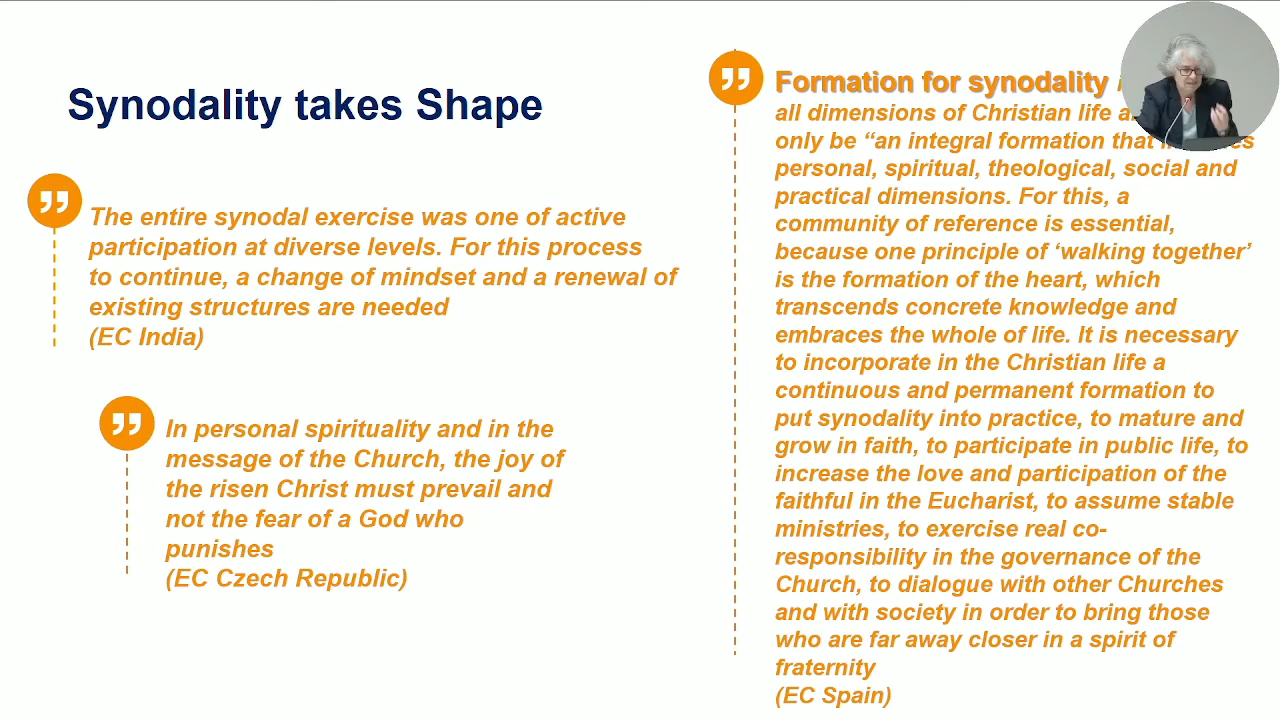 Synodality takes Shape
The entire synodal exercise was one of active
participation at diverse levels. For this process
to continue, a change of mindset and a renewal of
existing structures are needed
(EC India)
In personal spirituality and in the
message of the Church, the joy of
the risen Christ must prevail and
not the fear of a God who
punishes
(EC Czech Republic)
Formation for synodality
all dimensions of Christian life
only be “an integral formation that
personal, spiritual, theological, social and
practical dimensions. For this, a
community of reference is essential,
because one principle of ‘walking together’
is the formation of the heart, which
transcends concrete knowledge and
embraces the whole of life. It is necessary
to incorporate in the Christian life a
continuous and permanent formation to
put synodality into practice, to mature and
grow in faith, to participate in public life, to
increase the love and participation of the
faithful in the Eucharist, to assume stable
ministries, to exercise real co-
responsibility in the governance of the
Church, to dialogue with other Churches
and with society in order to bring those
who are far away closer in a spirit of
fraternity
(EC Spain)